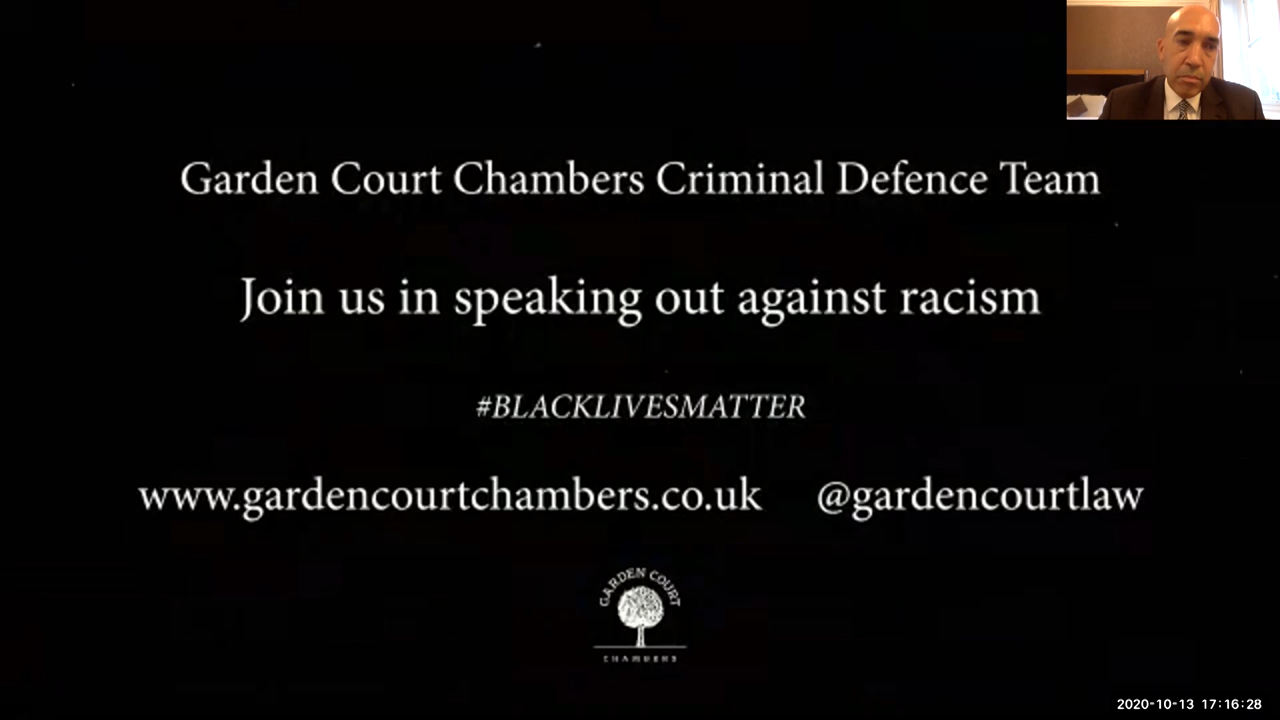 Garden Court Chambers Criminal Defence Team
Join us in speaking out against racism
#BLACKLIVESMATTER
www.gardencourtchambers.co.uk @gardencourtlaw
GARDEN COURT
CHAMBERS
2020-10-13 17:16:28